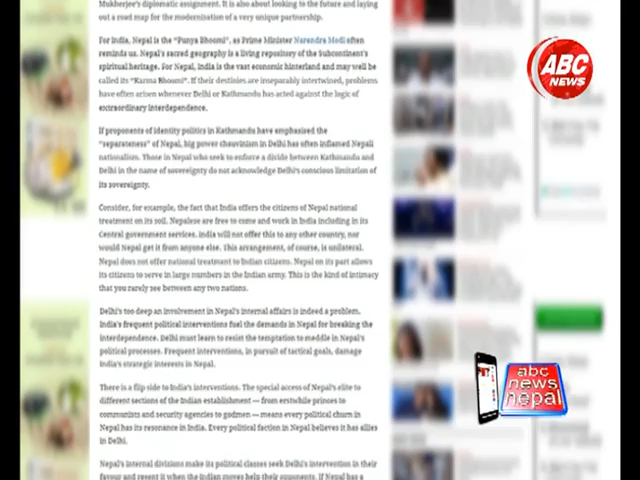 Mukherjee's diplomatic assignment. It is also about looking to the future and laying
out a road map for the modernisation of a very unique partnership.
For India, Nepal is the "Punya Bhoomi", as Prime Minister Narendra Modi often
reminds us. Nepal's sacred geography is a living repository of the Subcontinent's
spiritual heritage. For Nepal, India is the vast economic hinterland and may well be
called its "Karma Bhoomi". If their destinies are inseparably intertwined, problems
have often arisen whenever Delhi or Kathmandu has acted against the logic of
extraordinary interdependence.
If proponents of identity politics in Kathmandu have emphasised the
"separateness" of Nepal, big power chauvinism in Delhi has often inflamed Nepali
nationalism. Those in Nepal who seek to enforce a divide between Kathmandu and
Delhi in the name of sovereignty do not acknowledge Delhi's conscious limitation of
its sovereignty.
Consider, for example, the fact that India offers the citizens of Nepal national
treatment on its soil. Nepalese are free to come and work in India including in its
Central government services. India will not offer this to any other country, nor
would Nepal get it from anyone else. This arrangement, of course, is unilateral.
Nepal does not offer national treatment to Indian citizens. Nepal on its part allows
its citizens to serve in large numbers in the Indian army. This is the kind of intimacy
that you rarely see between any two nations.
Delhi's too deep an involvement in Nepal's internal affairs is indeed a problem.
India's frequent political interventions fuel the demands in Nepal for breaking the
interdependence. Delhi must learn to resist the temptation to meddle in Nepal's
political processes. Frequent interventions, in pursuit of tactical goals, damage
India's strategic interests in Nepal.
There is a flip side to India's interventions. The special access of Nepal's elite to
different sections of the Indian establishment — from erstwhile princes to
communists and security agencies to godmen — means every political churn in
Nepal has its resonance in India. Every political faction in Nepal believes it has allies
in Delhi.
Nepal's internal divisions make its political classes seek Delhi's intervention in their
favour and resent it when the Indian moves help their opponents. If Nepal has a
ABC
NEWS
abc
news
nepal